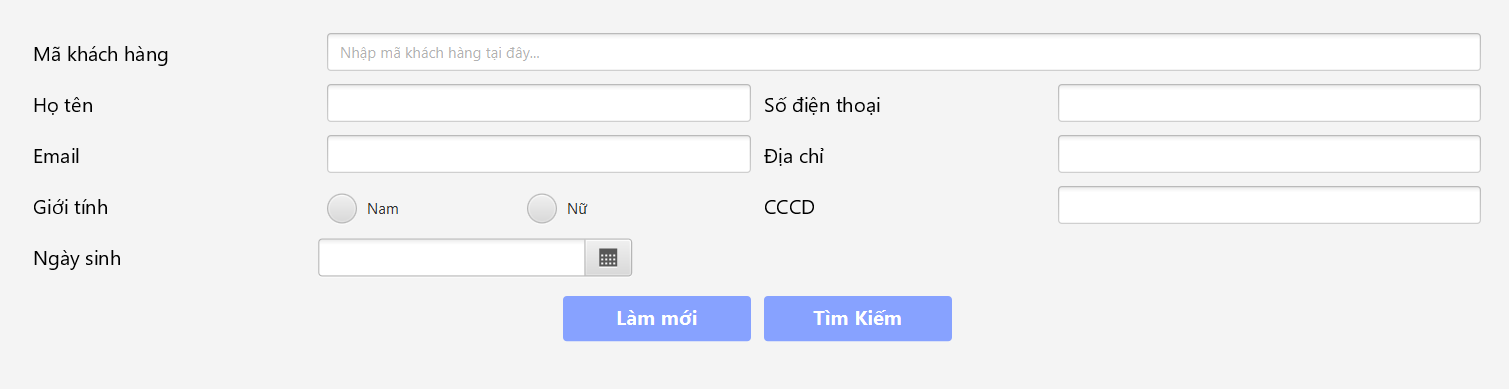 Mã khách hàng
Nhập mã khách hàng tại đây...
Họ tên
Số điện thoại
Email
Địa chỉ
Giới tính
Nam
Nữ
CCCD
Ngày sinh
Làm mới
Tìm Kiếm